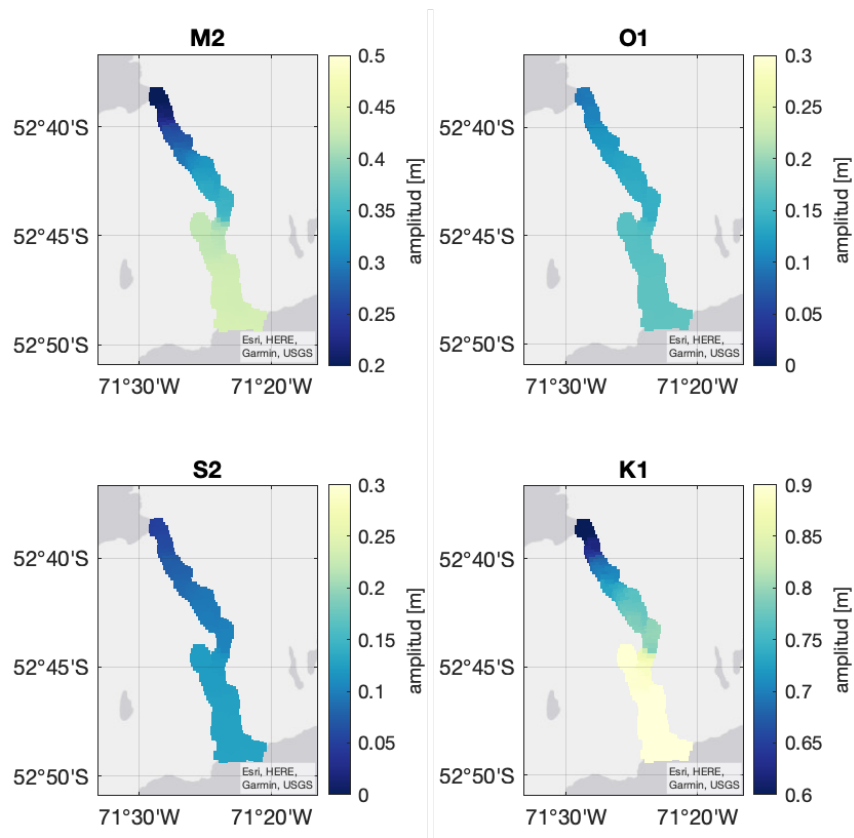 M2
0.5
0.45
0.4
0.35
0.3
0.25
0.2
amplitud [m]
52°40'S
52°45'S
52°50'S
71°30'W
71°20'W
Esri, HERE,
Garmin, USGS
O1
0.3
0.25
0.2
0.15
0.1
0.05
0
amplitud [m]
52°40'S
52°45'S
52°50'S
71°30'W
71°20'W
Esri, HERE,
Garmin, USGS
S2
0.3
0.25
0.2
0.15
0.1
0.05
0
amplitud [m]
52°40'S
52°45'S
52°50'S
71°30'W
71°20'W
Esri, HERE,
Garmin, USGS
K1
0.9
0.85
0.8
0.75
0.7
0.65
0.6
amplitud [m]
52°40'S
52°45'S
52°50'S
71°30'W
71°20'W
Esri, HERE,
Garmin, USGS